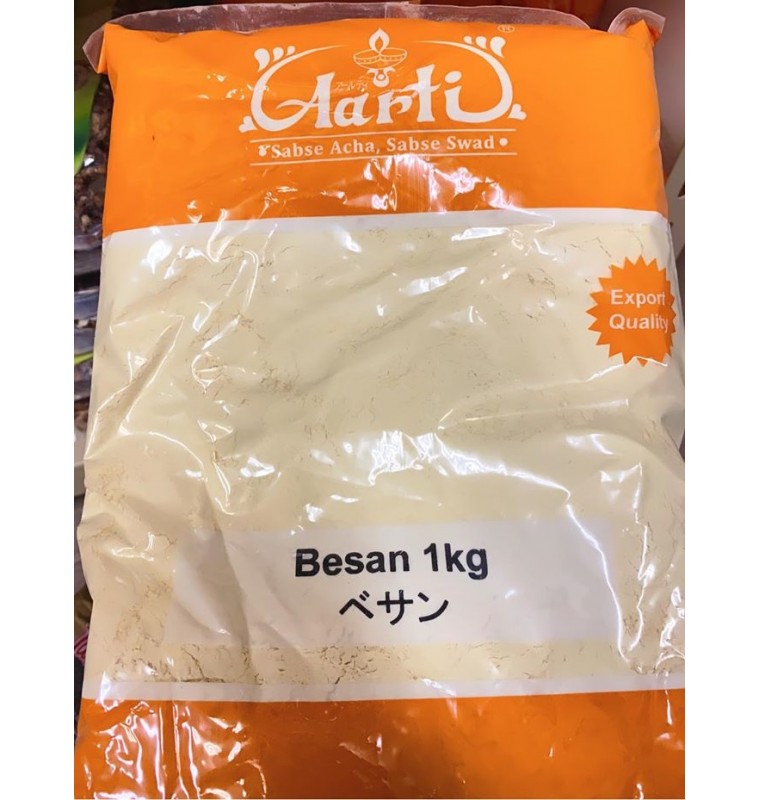 ®
Aarti
Sabse Acha, Sabse Swad
Export
Quality
Besan 1kg
ベサン